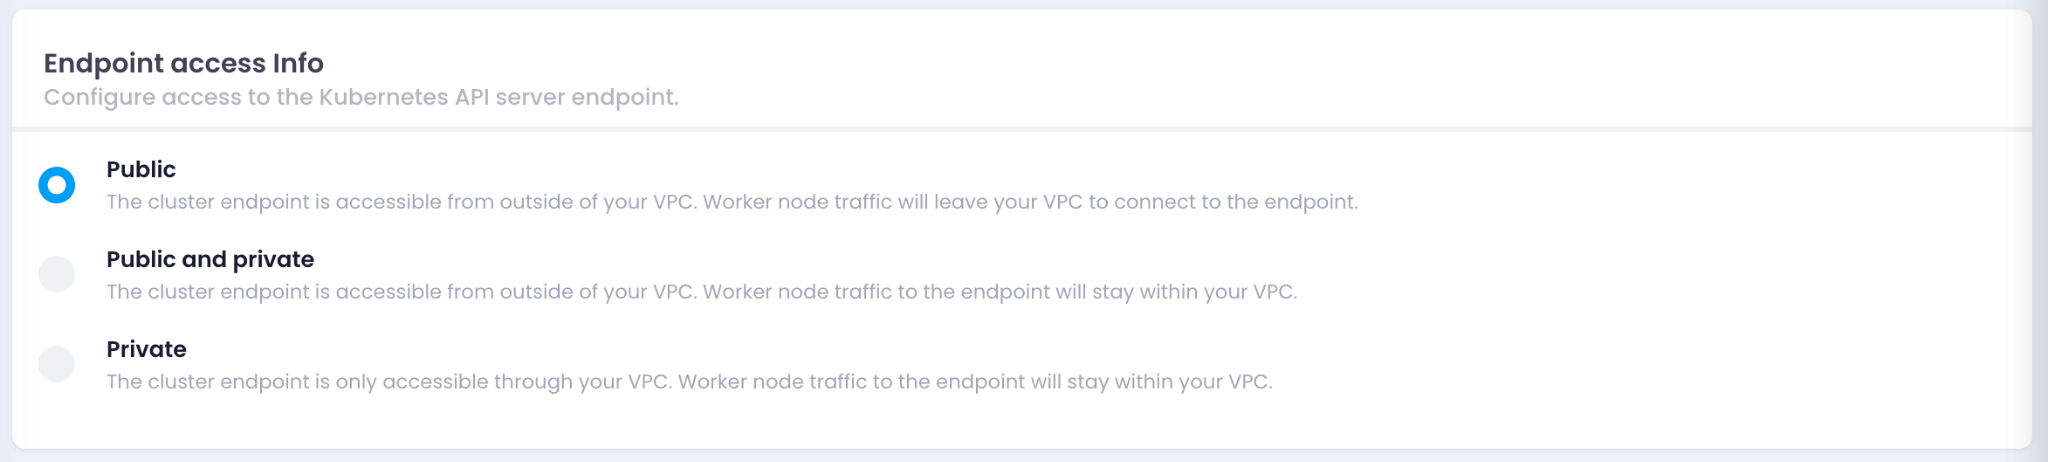 Endpoint access Info
Configure access to the Kubernetes API server endpoint.
Public
The cluster endpoint is accessible from outside of your VPC. Worker node traffic will leave your VPC to connect to the endpoint.
Public and private
The cluster endpoint is accessible from outside of your VPC. Worker node traffic to the endpoint will stay within your VPC.
Private
The cluster endpoint is only accessible through your VPC. Worker node traffic to the endpoint will stay within your VPC.